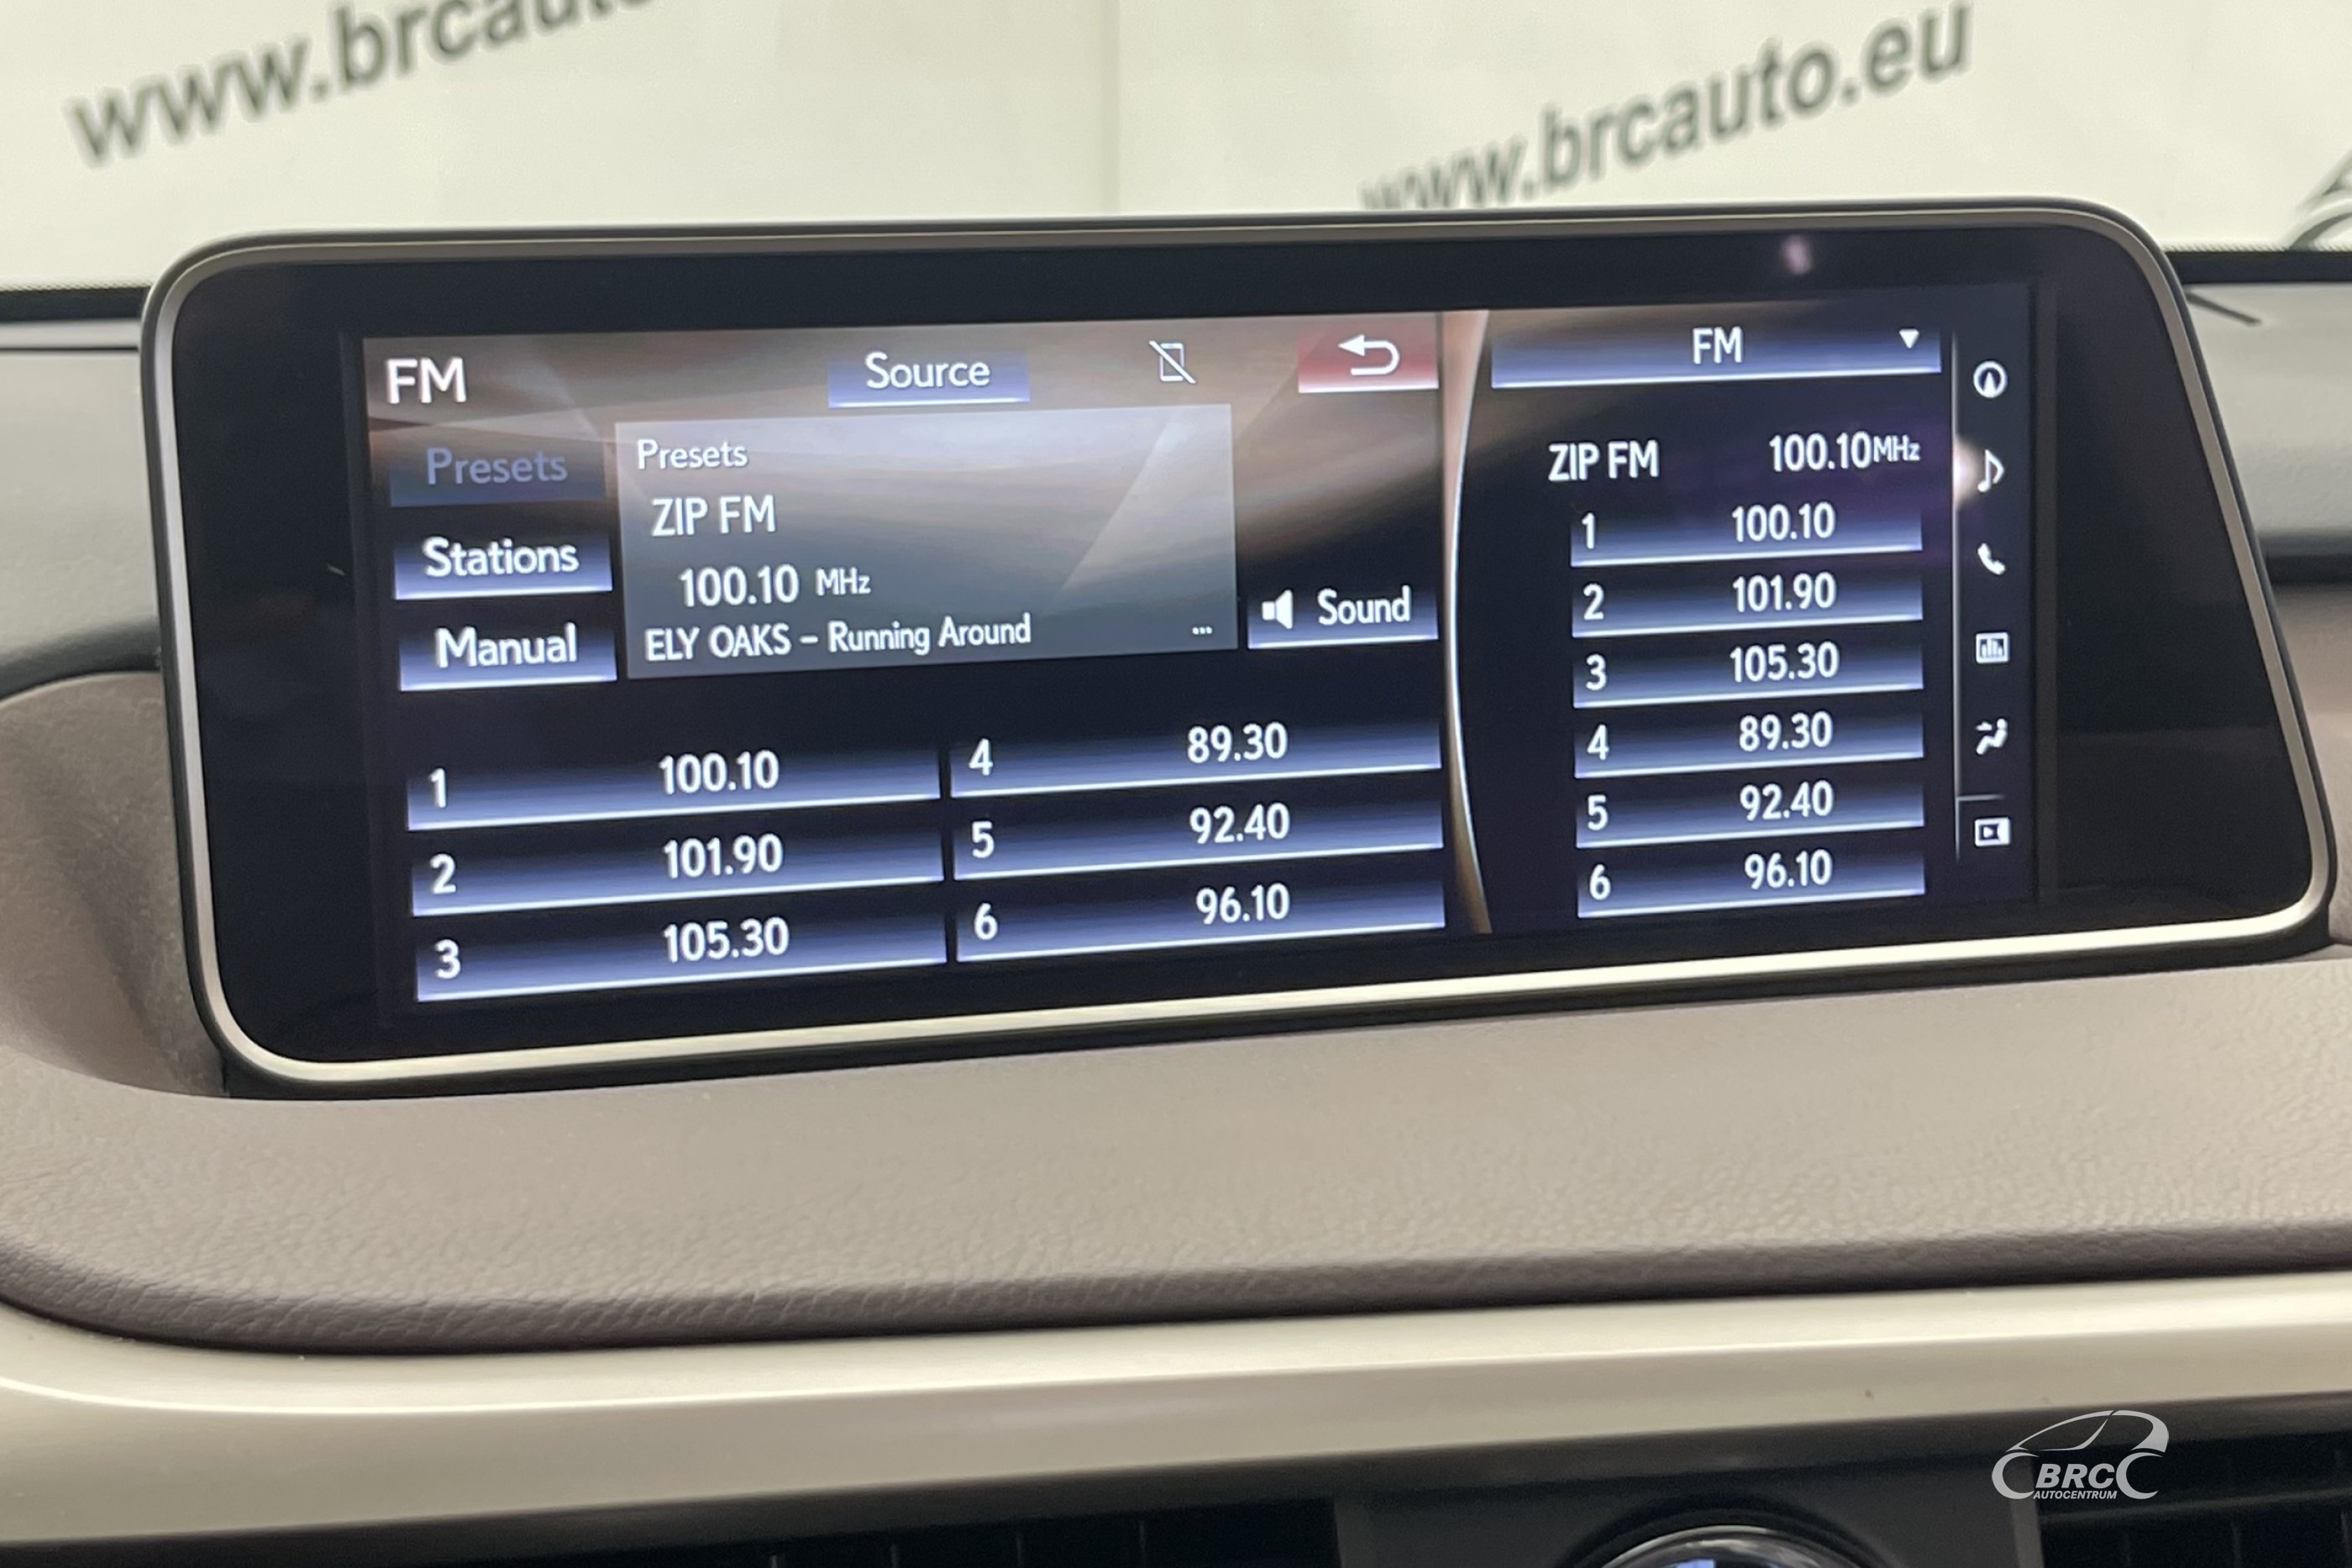 www.brcauto
www.brcauto.eu
FM
Source
Presets
Stations
Manual
Presets
ZIP FM
100.10 MHz
ELY OAKS – Running Around ...
Sound
1 100.10
2 101.90
3 105.30
4 89.30
5 92.40
6 96.10
FM
ZIP FM 100.10MHz
1 100.10
2 101.90
3 105.30
4 89.30
5 92.40
6 96.10
BRC
AUTOCENTRUM